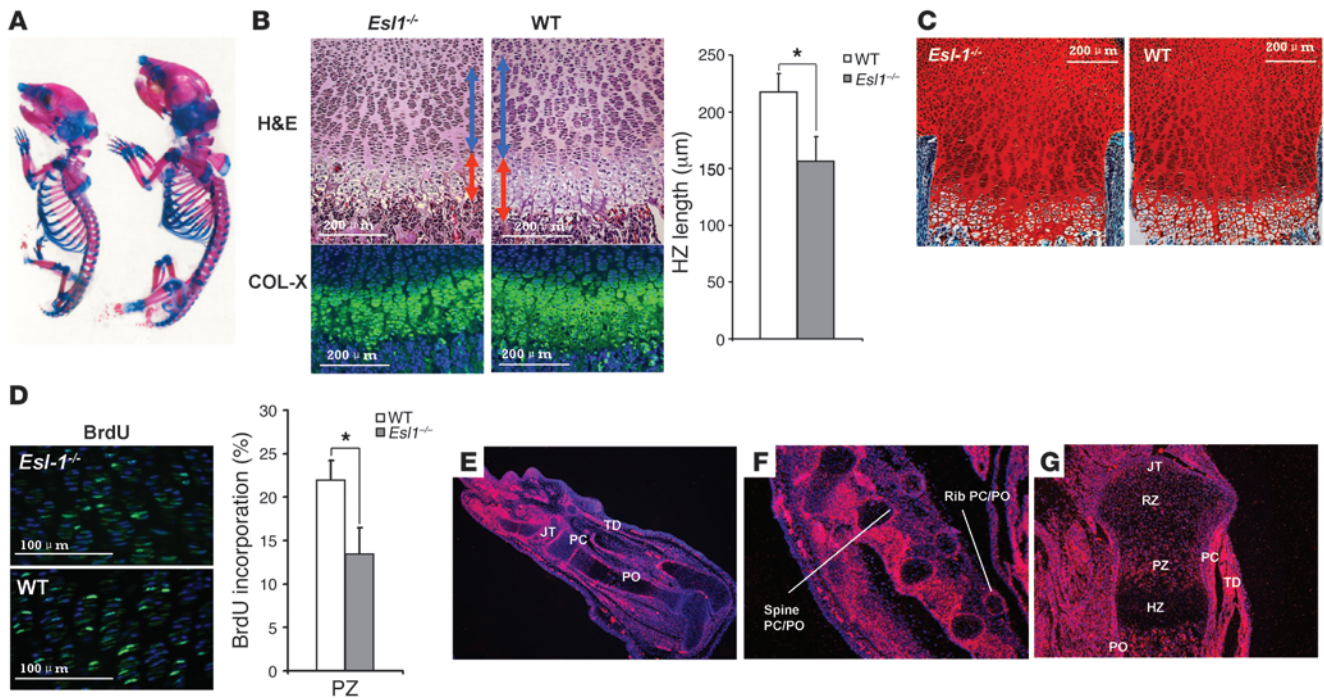 A
B
Esl1-/-
WT
H&E
200 μm
200 μm
COL-X
200 μm
200 μm
HZ length (μm)
250
200
150
100
50
0
*
WT
Esl1-/-
C
Esl-1-/-
200 μm
WT
200 μm
D
BrdU
Esl-1-/-
100 μm
WT
100 μm
BrdU incorporation (%)
30
25
20
15
10
5
0
*
WT
Esl1-/-
PZ
E
JT
PC
TD
PO
F
Rib PC/PO
Spine
PC/PO
G
JT
RZ
PZ
PC
TD
HZ
PO